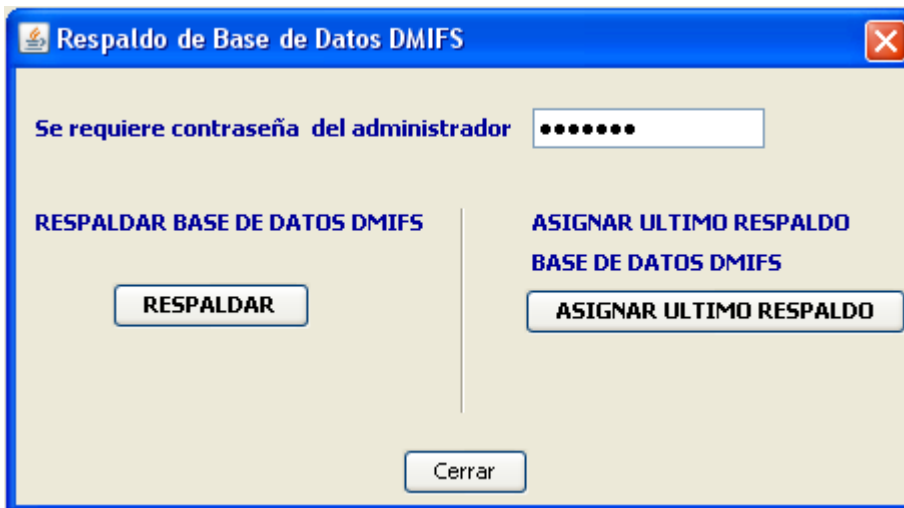 Respaldo de Base de Datos DMIFS
Se requiere contraseña del administrador •••••••
RESPALDAR BASE DE DATOS DMIFS
RESPALDAR
ASIGNAR ULTIMO RESPALDO
BASE DE DATOS DMIFS
ASIGNAR ULTIMO RESPALDO
Cerrar